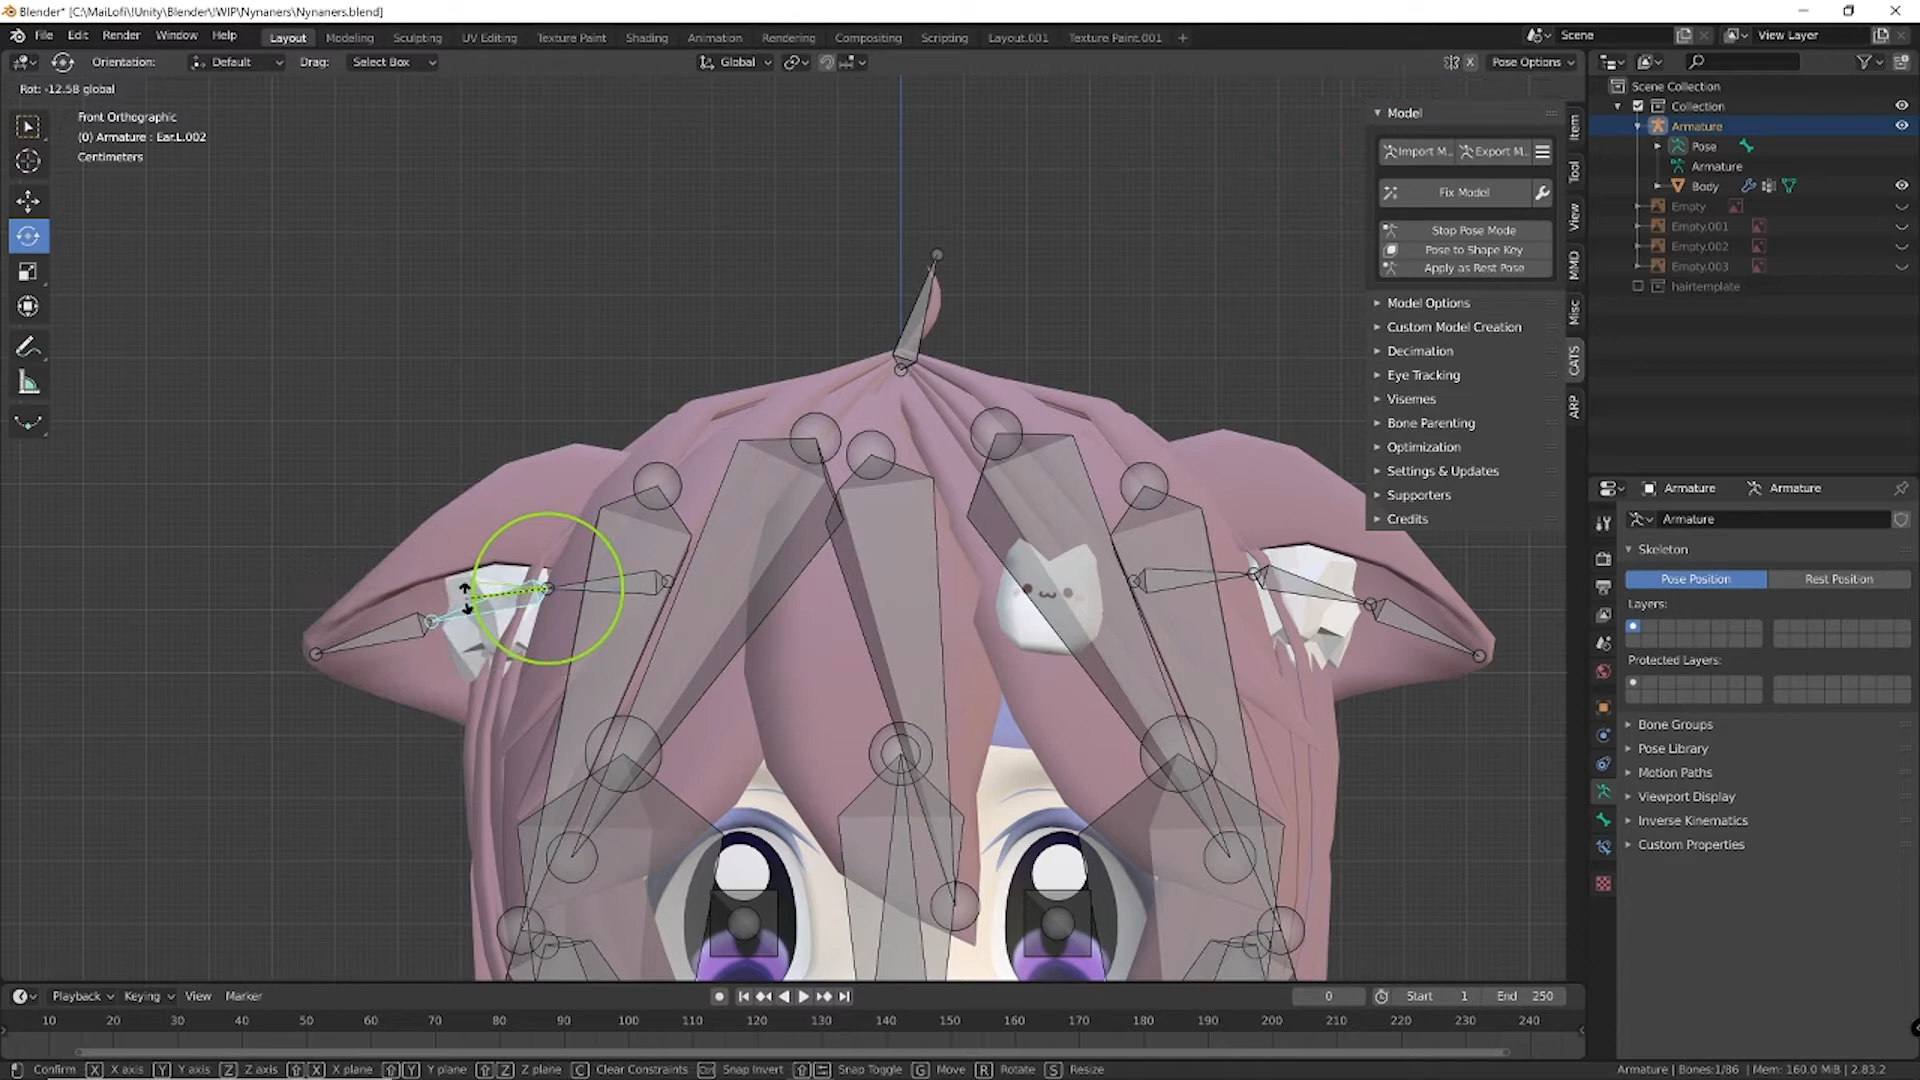 Blender* [C:\MaiLofi\!Unity\Blender\!WIP\Nynaners\Nynaners.blend]
File Edit Render Window Help Layout Modeling Sculpting UV Editing Texture Paint Shading Animation Rendering Compositing Scripting Layout.001 Texture Paint.001 + Scene View Layer
Orientation: Default Drag: Select Box Global X Pose Options
Rot: -12.58 global
Front Orthographic
(0) Armature : Ear.L.002
Centimeters
Model
Import M.. Export M..
Fix Model
Stop Pose Mode
Pose to Shape Key
Apply as Rest Pose
Model Options
Custom Model Creation
Decimation
Eye Tracking
Visemes
Bone Parenting
Optimization
Settings & Updates
Supporters
Credits
Item
Tool
View
MMD
Misc
CATS
ARP
Scene Collection
Collection
Armature
Pose
Armature
Body
Empty
Empty.001
Empty.002
Empty.003
hairtemplate
Armature Armature
Armature
Skeleton
Pose Position Rest Position
Layers:
Protected Layers:
Bone Groups
Pose Library
Motion Paths
Viewport Display
Inverse Kinematics
Custom Properties
Playback Keying View Marker 0 Start 1 End 250
10 20 30 40 50 60 70 80 90 100 110 120 130 140 150 160 170 180 190 200 210 220 230 240
Confirm X X axis Y Y axis Z Z axis X X plane Y Y plane Z Z plane C Clear Constraints Ctrl Snap Invert Snap Toggle G Move R Rotate S Resize Armature | Bones:1/86 | Mem: 160.0 MiB | 2.83.2